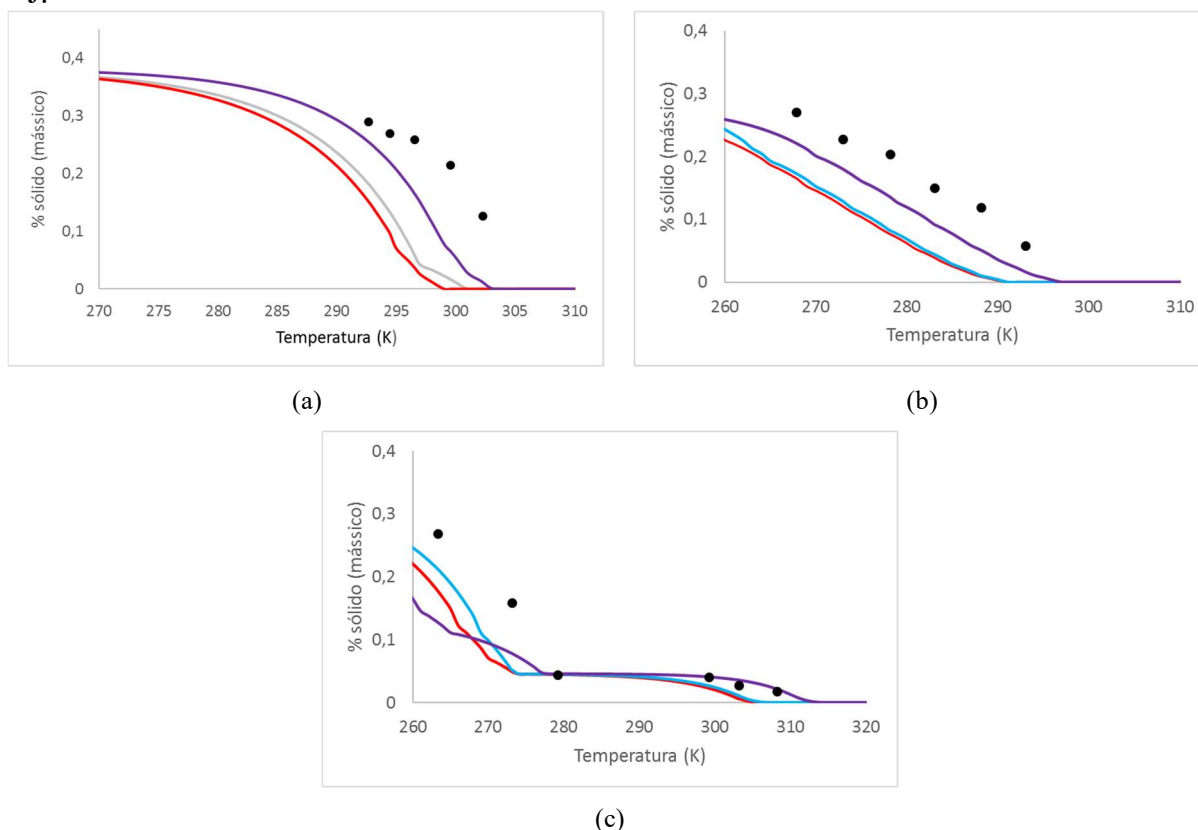 % sólido (mássico)
0,4
0,3
0,2
0,1
0
270 275 280 285 290 295 300 305 310
Temperatura (K)
(a)
% sólido (mássico)
0,4
0,3
0,2
0,1
0
260 270 280 290 300 310
Temperatura (K)
(b)
% sólido (mássico)
0,4
0,3
0,2
0,1
0
260 270 280 290 300 310 320
Temperatura (K)
(c)